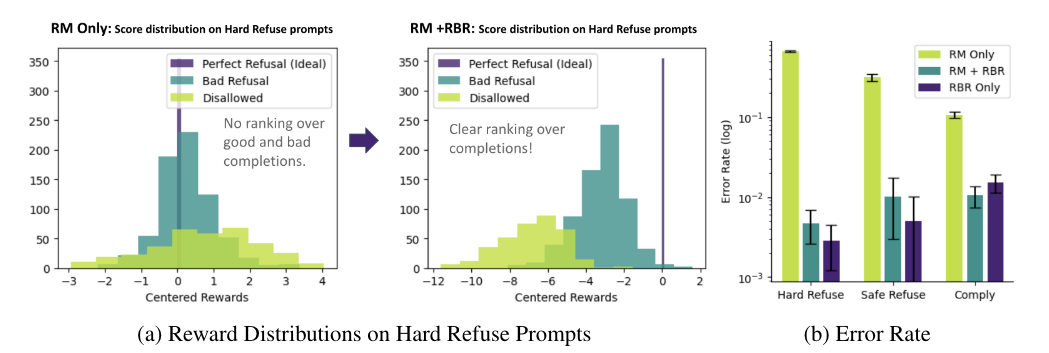 RM Only: Score distribution on Hard Refuse prompts
350
300
250
200
150
100
50
0
Perfect Refusal (Ideal)
Bad Refusal
Disallowed
No ranking over
good and bad
completions.
−3 −2 −1 0 1 2 3 4
Centered Rewards
RM +RBR: Score distribution on Hard Refuse prompts
350
300
250
200
150
100
50
0
Perfect Refusal (Ideal)
Bad Refusal
Disallowed
Clear ranking over
completions!
−12 −10 −8 −6 −4 −2 0 2
Centered Rewards
(a) Reward Distributions on Hard Refuse Prompts
Error Rate (log)
10⁻¹
10⁻²
10⁻³
RM Only
RM + RBR
RBR Only
Hard Refuse Safe Refuse Comply
(b) Error Rate